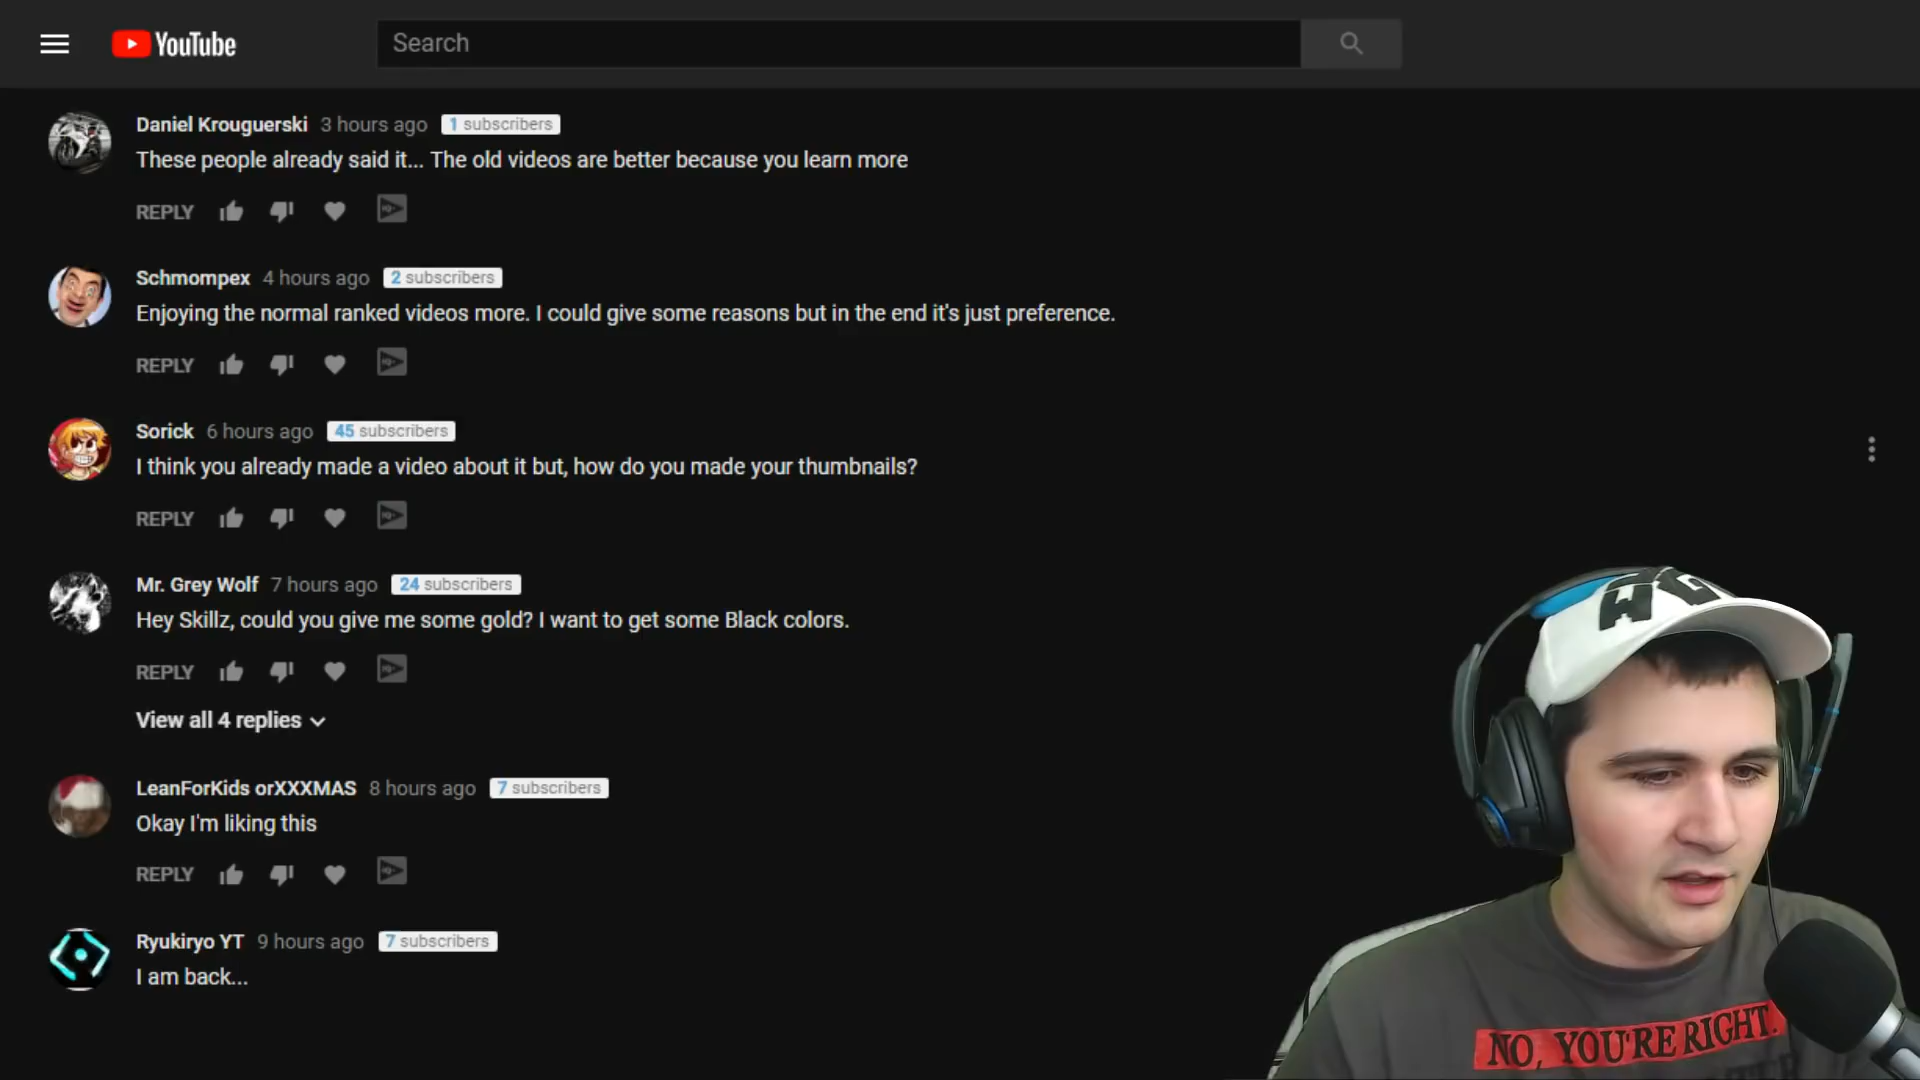 YouTube
Search
Daniel Krouguerski 3 hours ago 1 subscribers
These people already said it... The old videos are better because you learn more
REPLY
Schmompex 4 hours ago 2 subscribers
Enjoying the normal ranked videos more. I could give some reasons but in the end it's just preference.
REPLY
Sorick 6 hours ago 45 subscribers
I think you already made a video about it but, how do you made your thumbnails?
REPLY
Mr. Grey Wolf 7 hours ago 24 subscribers
Hey Skillz, could you give me some gold? I want to get some Black colors.
REPLY
View all 4 replies
LeanForKids orXXXMAS 8 hours ago 7 subscribers
Okay I'm liking this
REPLY
Ryukiryo YT 9 hours ago 7 subscribers
I am back...
NO, YOU'RE RIGHT.